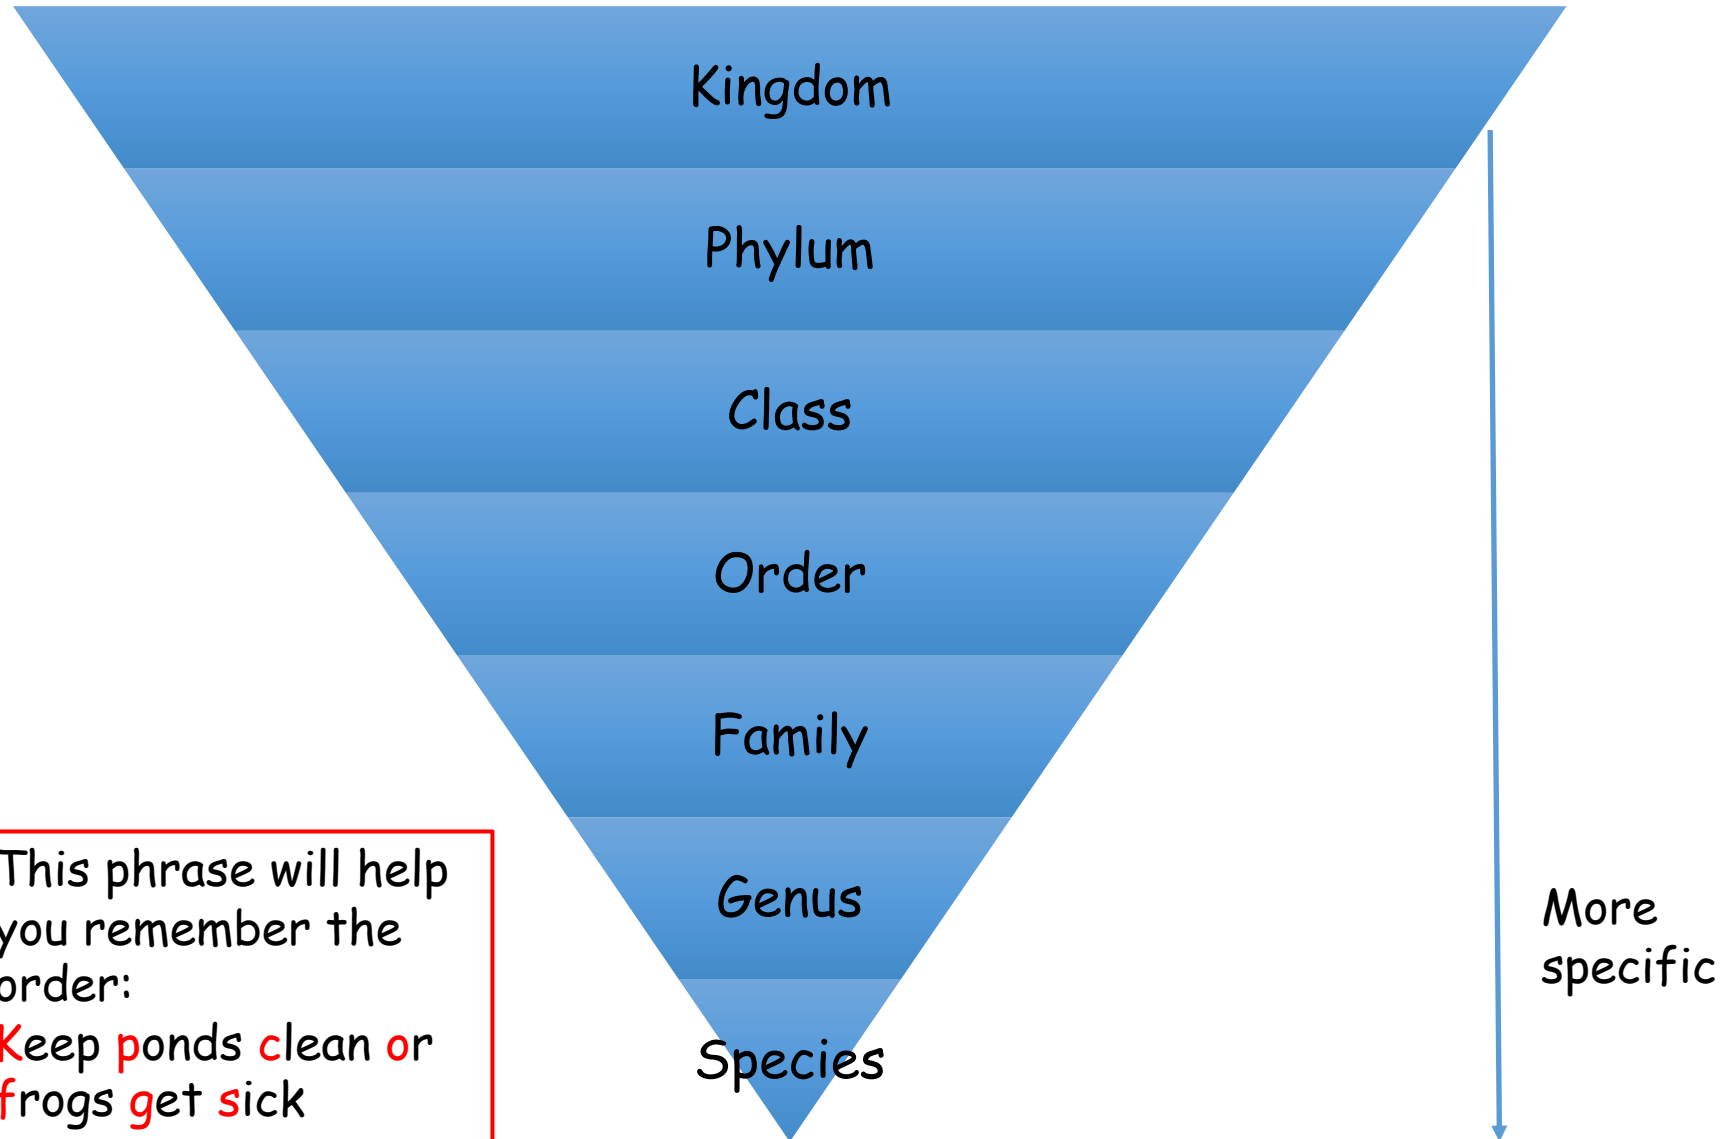 Kingdom
Phylum
Class
Order
Family
Genus
Species
This phrase will help
you remember the
order:
Keep ponds clean or
frogs get sick
More
specific